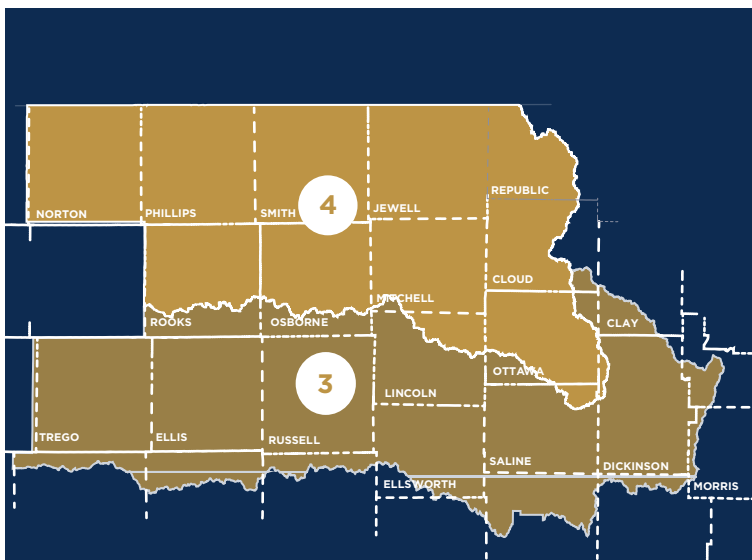 REPUBLIC
4
NORTON
PHILLIPS
SMITH
JEWELL
CLOUD
MITCHELL
ROOKS
OSBORNE
CLAY
OTTAWA
3
LINCOLN
TREGO
ELLIS
RUSSELL
SALINE
DICKINSON
ELLSWORTH
MORRIS